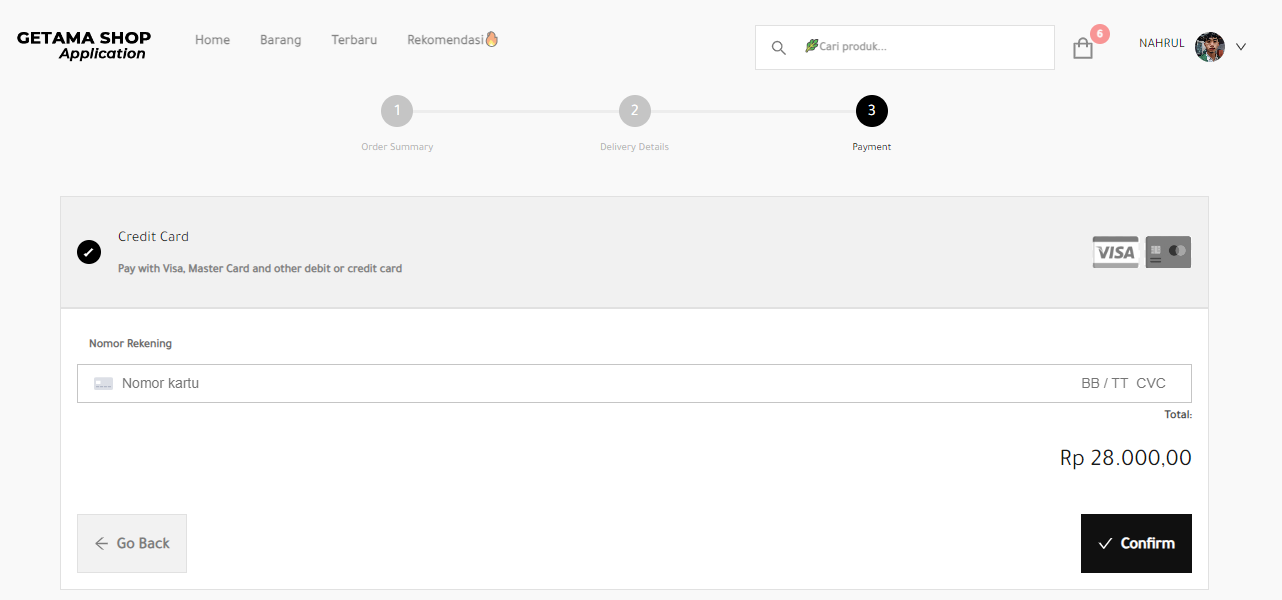 GETAMA SHOP
Application
Home Barang Terbaru Rekomendasi🔥
🥬Cari produk...
6
NAHRUL
1 2 3
Order Summary Delivery Details Payment
Credit Card
Pay with Visa, Master Card and other debit or credit card
VISA
Nomor Rekening
Nomor kartu BB / TT CVC
Total:
Rp 28.000,00
Go Back Confirm